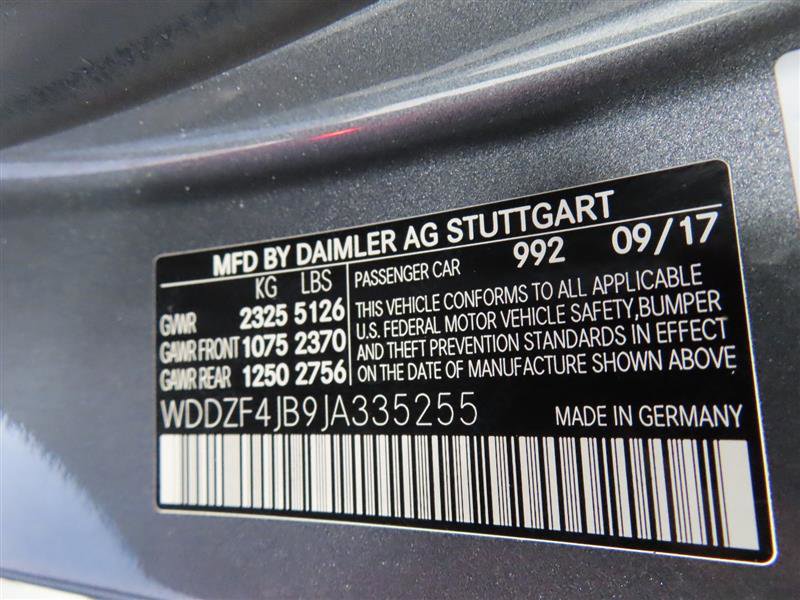 MFD BY DAIMLER AG STUTTGART
KG LBS
GVWR 2325 5126
GAWR FRONT 1075 2370
GAWR REAR 1250 2756
PASSENGER CAR 992 09/17
THIS VEHICLE CONFORMS TO ALL APPLICABLE
U.S. FEDERAL MOTOR VEHICLE SAFETY, BUMPER
AND THEFT PREVENTION STANDARDS IN EFFECT
ON THE DATE OF MANUFACTURE SHOWN ABOVE
WDDZF4JB9JA335255 MADE IN GERMANY